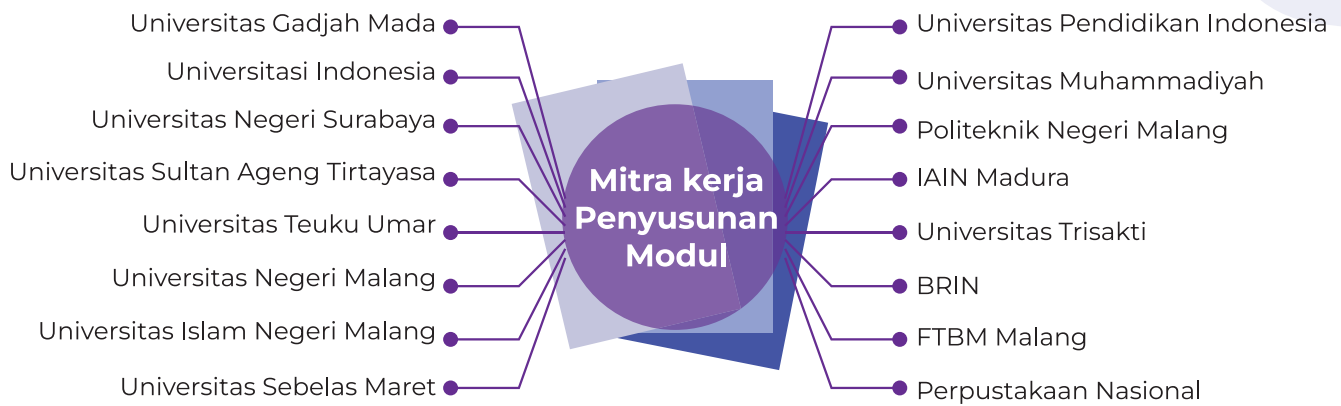 Universitas Gadjah Mada
Universitasi Indonesia
Universitas Negeri Surabaya
Universitas Sultan Ageng Tirtayasa
Universitas Teuku Umar
Universitas Negeri Malang
Universitas Islam Negeri Malang
Universitas Sebelas Maret
Mitra kerja
Penyusunan
Modul
Universitas Pendidikan Indonesia
Universitas Muhammadiyah
Politeknik Negeri Malang
IAIN Madura
Universitas Trisakti
BRIN
FTBM Malang
Perpustakaan Nasional